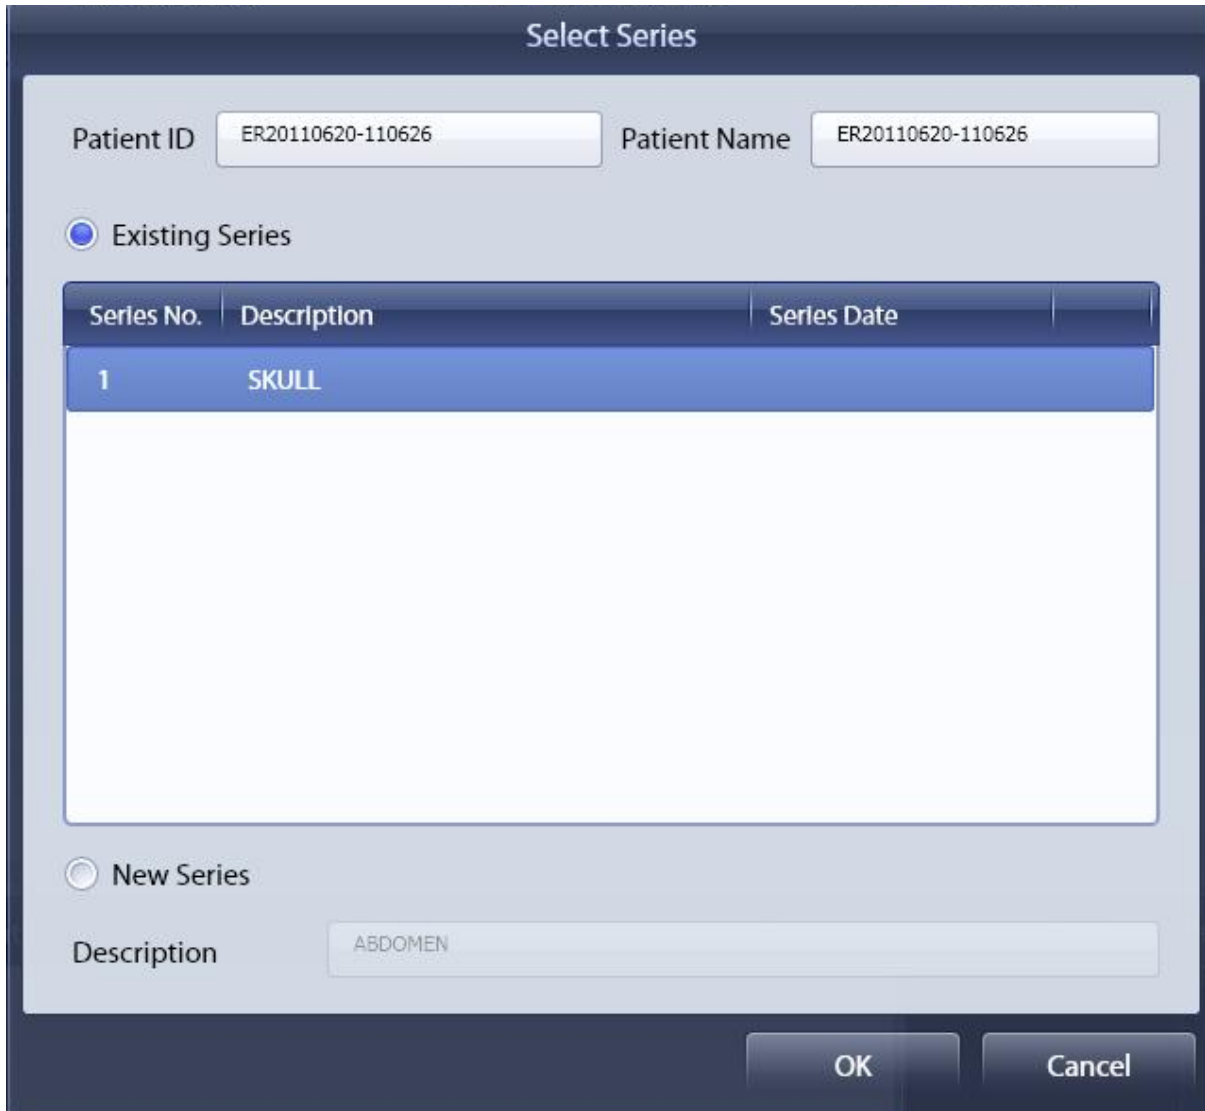 Select Series
Patient ID ER20110620-110626 Patient Name ER20110620-110626
Existing Series
Series No. Description Series Date
1 SKULL
New Series
Description ABDOMEN
OK Cancel